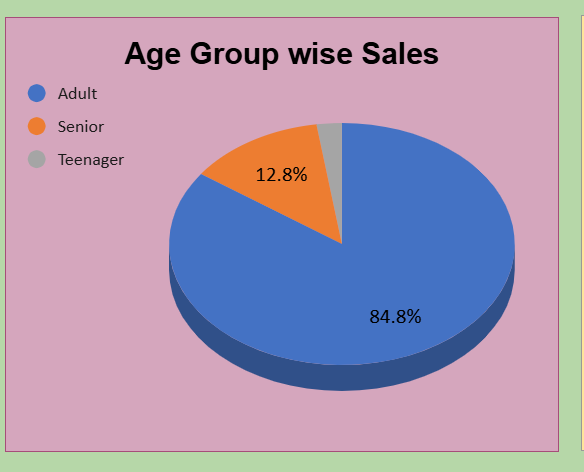 Age Group wise Sales
Adult
Senior
Teenager
12.8%
84.8%